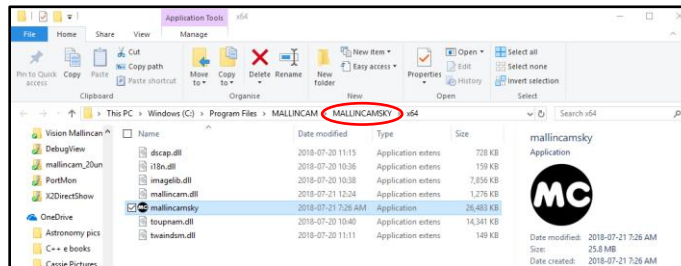 Application Tools x64
File Home Share View Manage
Pin to Quick access Copy Paste Cut Copy path Paste shortcut
Move to Copy to Delete Rename
New folder New item Easy access
Properties Open Edit History
Select all Select none Invert selection
Clipboard Organise New Open Select
This PC > Windows (C:) > Program Files > MALLINCAM > MALLINCAMSKY > x64 Search x64
Vision Mallincan
DebugView
mallincam_20un
PortMon
X2DirectShow
OneDrive
Astronomy pics
C++ e books
Cassie Pictures
Name Date modified Type Size
dscap.dll 2018-07-20 11:15 Application extens 728 KB
i18n.dll 2018-07-20 10:36 Application extens 159 KB
imagelib.dll 2018-07-20 10:38 Application extens 7,856 KB
mallincam.dll 2018-07-21 12:24 Application extens 1,276 KB
MC mallincamsky 2018-07-21 7:26 AM Application 26,483 KB
toupnam.dll 2018-07-20 10:40 Application extens 14,341 KB
twaindsm.dll 2018-07-20 11:11 Application extens 149 KB
mallincamsky
Application
MC
Date modified: 2018-07-21 7:26 AM
Size: 25.8 MB
Date created: 2018-07-21 7:26 AM